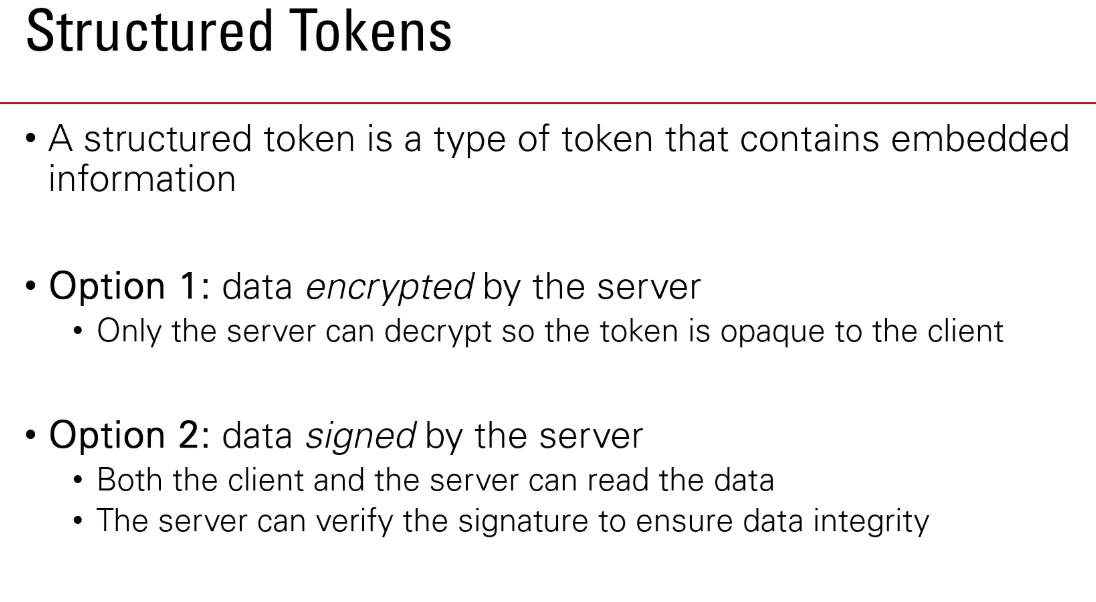 Structured Tokens
• A structured token is a type of token that contains embedded
information
• Option 1: data encrypted by the server
• Only the server can decrypt so the token is opaque to the client
• Option 2: data signed by the server
• Both the client and the server can read the data
• The server can verify the signature to ensure data integrity